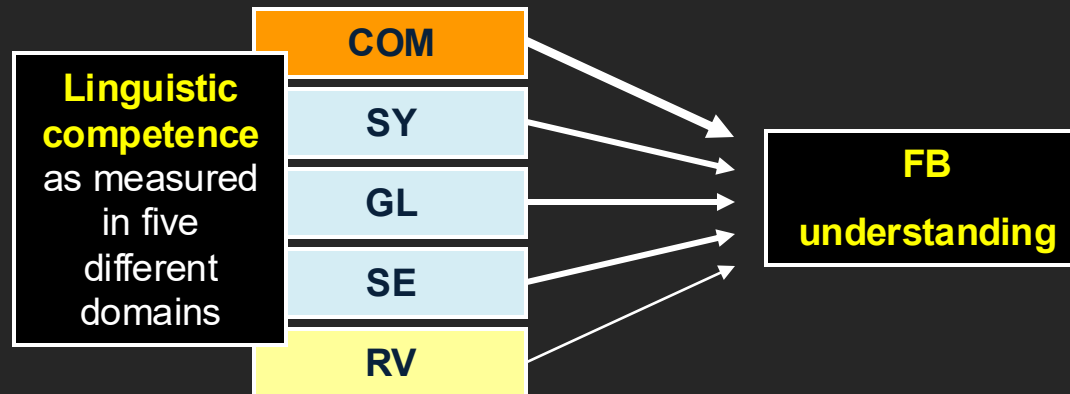 Linguistic
competence
as measured
in five
different
domains
COM
SY
GL
SE
RV
FB
understanding